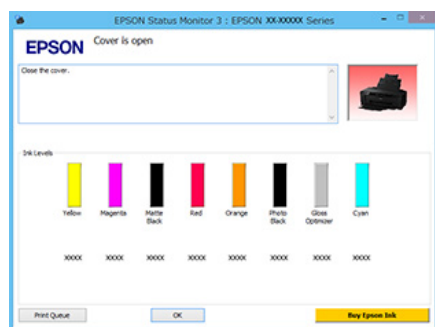 EPSON Status Monitor 3 : EPSON XX-XXXXX Series
EPSON
Cover is open
Close the cover.
Ink Levels
Yellow Magenta Matte Black Red Orange Photo Black Gloss Optimizer Cyan
XXXX XXXX XXXX XXXX XXXX XXXX XXXX XXXX
Print Queue OK Buy Epson Ink